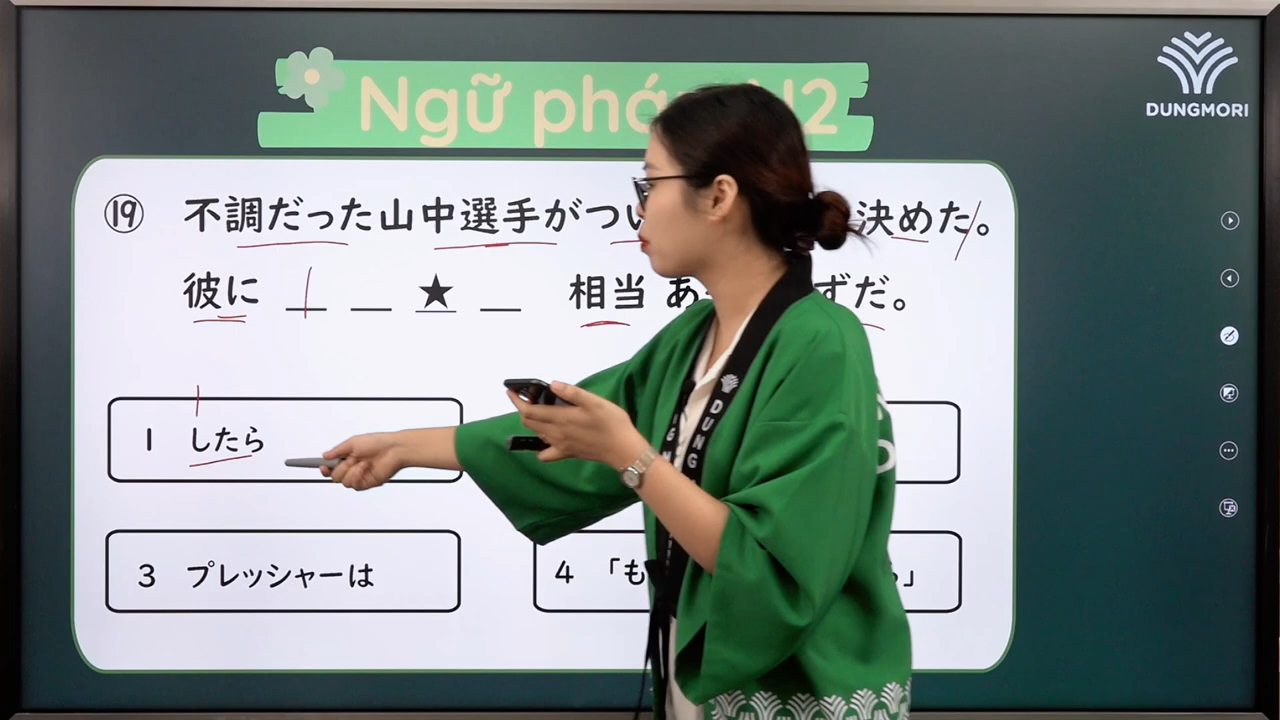 DUNGMORI
Ngữ phá N2
19 不調だった山中選手がつい 決めた。
彼に ★ 相当 あ ずだ。
1 したら
3 プレッシャーは
4 「も 」
DUNG